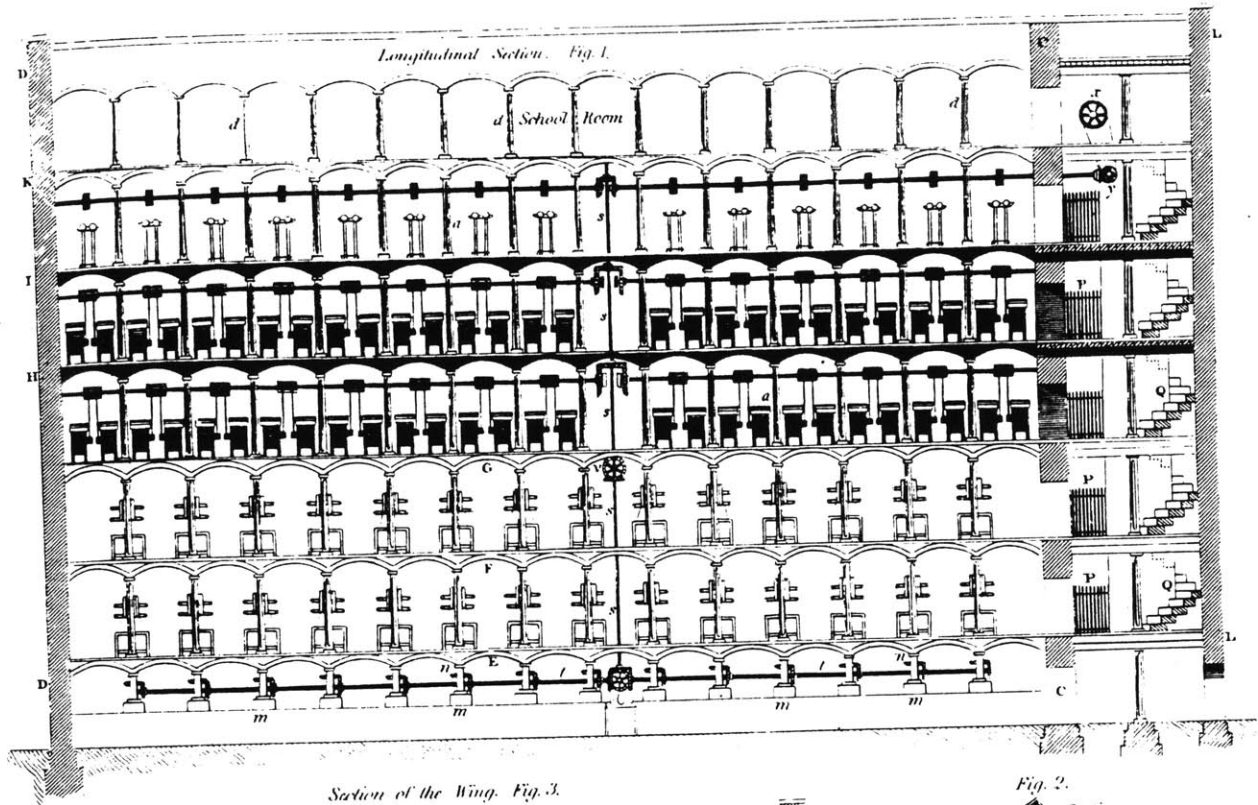 Longitudinal Section. Fig. 1.
D
C
L
d
d School Room
d
x
K
s
d
y
I
s
P
H
s
a
Q
G
v
s
P
F
s
P
Q
E
n
t
t
n
L
D
C
m
m
m
m
Section of the Wing. Fig. 3.
Fig. 2.